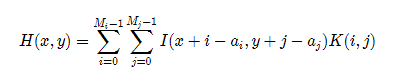 H(x, y) = \sum_{i=0}^{M_i-1} \sum_{j=0}^{M_j-1} I(x + i - a_i, y + j - a_j)K(i, j)